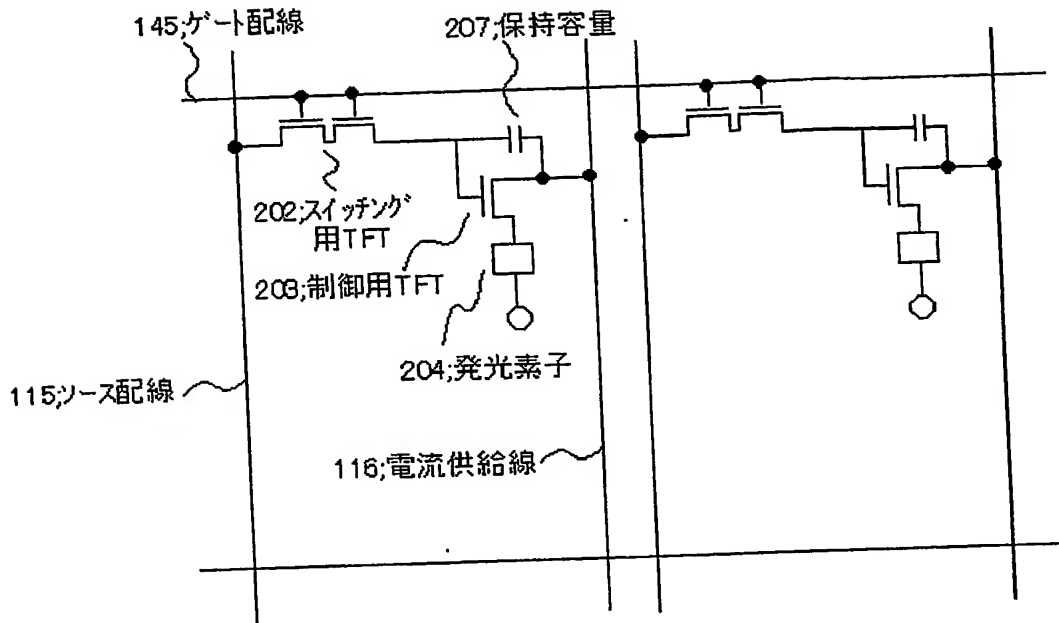 145;ゲート配線
207;保持容量
202;スイッチング
用TFT
203;制御用TFT
204;発光素子
115;ソース配線
116;電流供給線